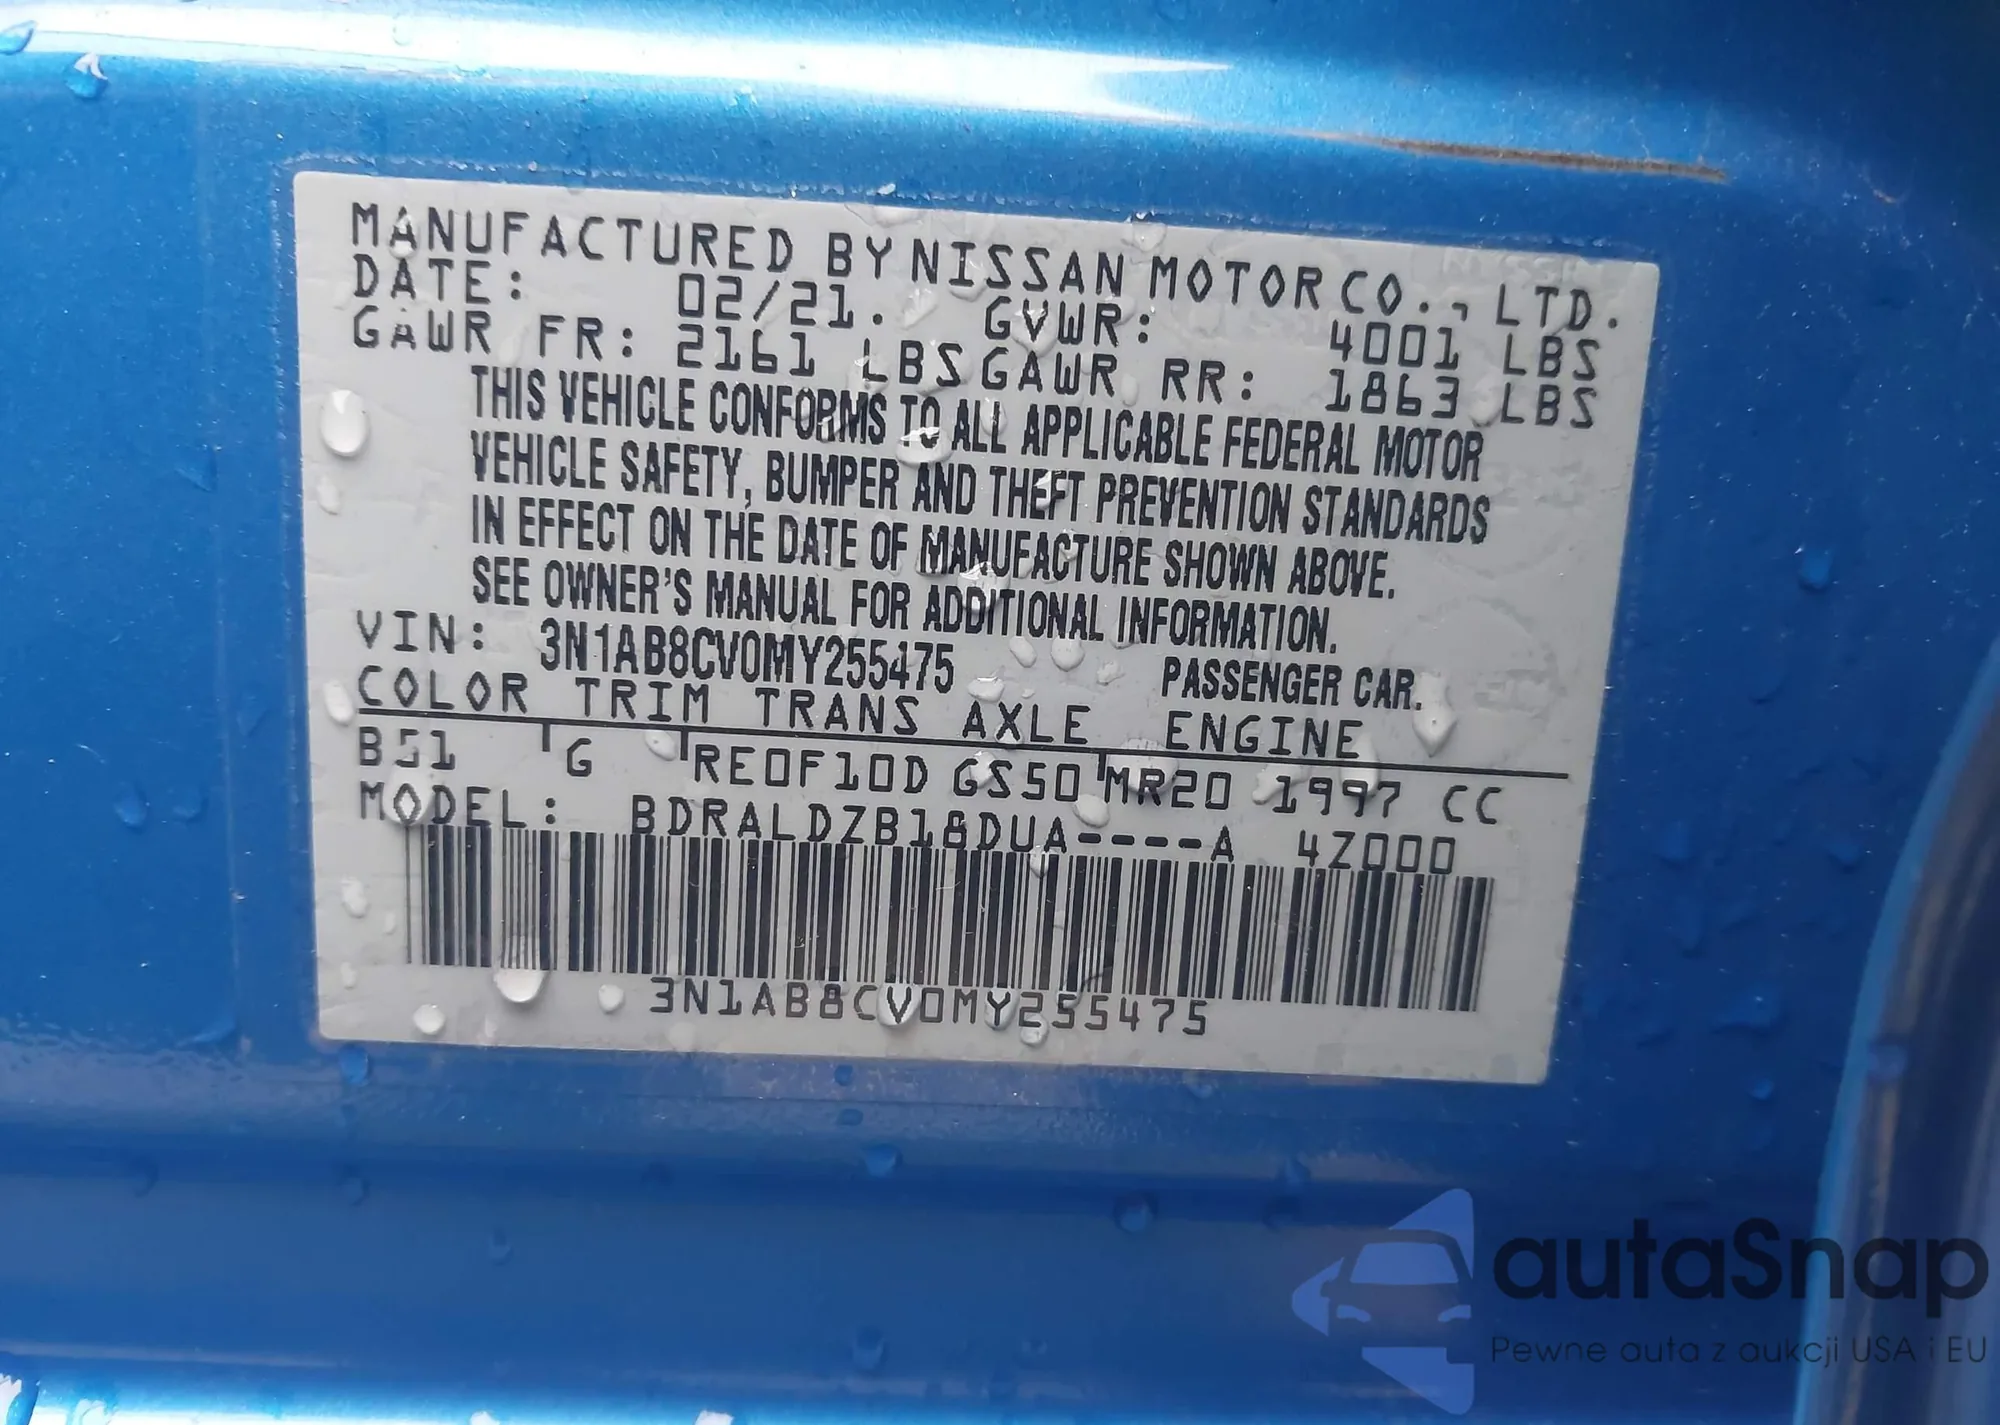 MANUFACTURED BY NISSAN MOTOR CO., LTD.
DATE: 02/21. GVWR: 4001 LBS
GAWR FR: 2161 LBS GAWR RR: 1863 LBS
THIS VEHICLE CONFORMS TO ALL APPLICABLE FEDERAL MOTOR
VEHICLE SAFETY, BUMPER AND THEFT PREVENTION STANDARDS
IN EFFECT ON THE DATE OF MANUFACTURE SHOWN ABOVE.
SEE OWNER'S MANUAL FOR ADDITIONAL INFORMATION.
VIN: 3N1AB8CV0MY255475 PASSENGER CAR.
COLOR TRIM TRANS AXLE ENGINE
B51 G RE0F10D GS50 MR20 1997 CC
MODEL: BDRALDZB18DUA----A 4Z000
3N1AB8CV0MY255475
autaSnap
Pewne auta z aukcji USA i EU